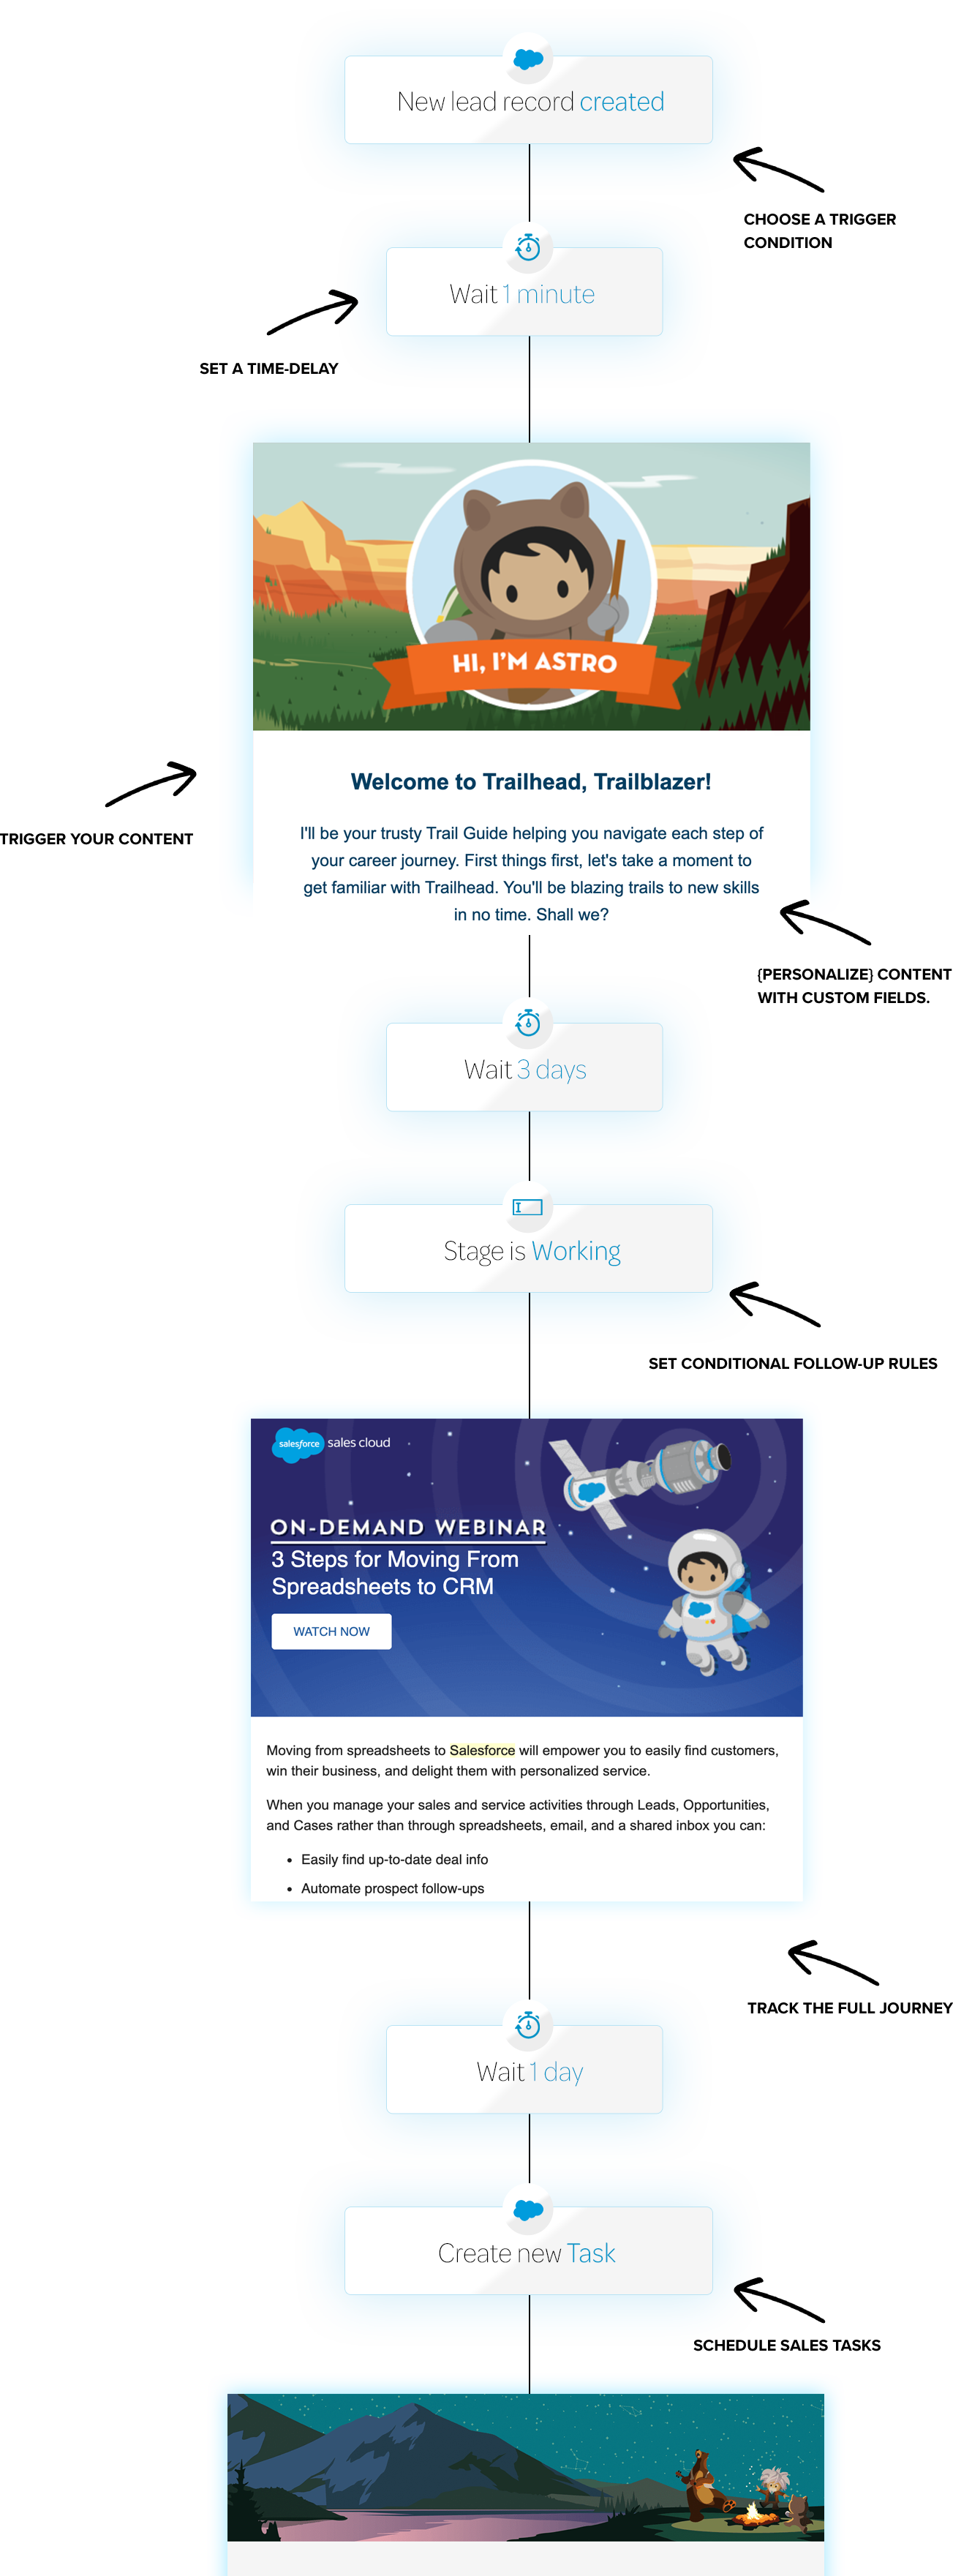 New lead record created
CHOOSE A TRIGGER
CONDITION
Wait 1 minute
SET A TIME-DELAY
HI, I'M ASTRO
Welcome to Trailhead, Trailblazer!
TRIGGER YOUR CONTENT
I'll be your trusty Trail Guide helping you navigate each step of
your career journey. First things first, let's take a moment to
get familiar with Trailhead. You'll be blazing trails to new skills
in no time. Shall we?
{PERSONALIZE} CONTENT
WITH CUSTOM FIELDS.
Wait 3 days
Stage is Working
SET CONDITIONAL FOLLOW-UP RULES
salesforce sales cloud
ON-DEMAND WEBINAR
3 Steps for Moving From
Spreadsheets to CRM
WATCH NOW
Moving from spreadsheets to Salesforce will empower you to easily find customers,
win their business, and delight them with personalized service.
When you manage your sales and service activities through Leads, Opportunities,
and Cases rather than through spreadsheets, email, and a shared inbox you can:
• Easily find up-to-date deal info
• Automate prospect follow-ups
TRACK THE FULL JOURNEY
Wait 1 day
Create new Task
SCHEDULE SALES TASKS